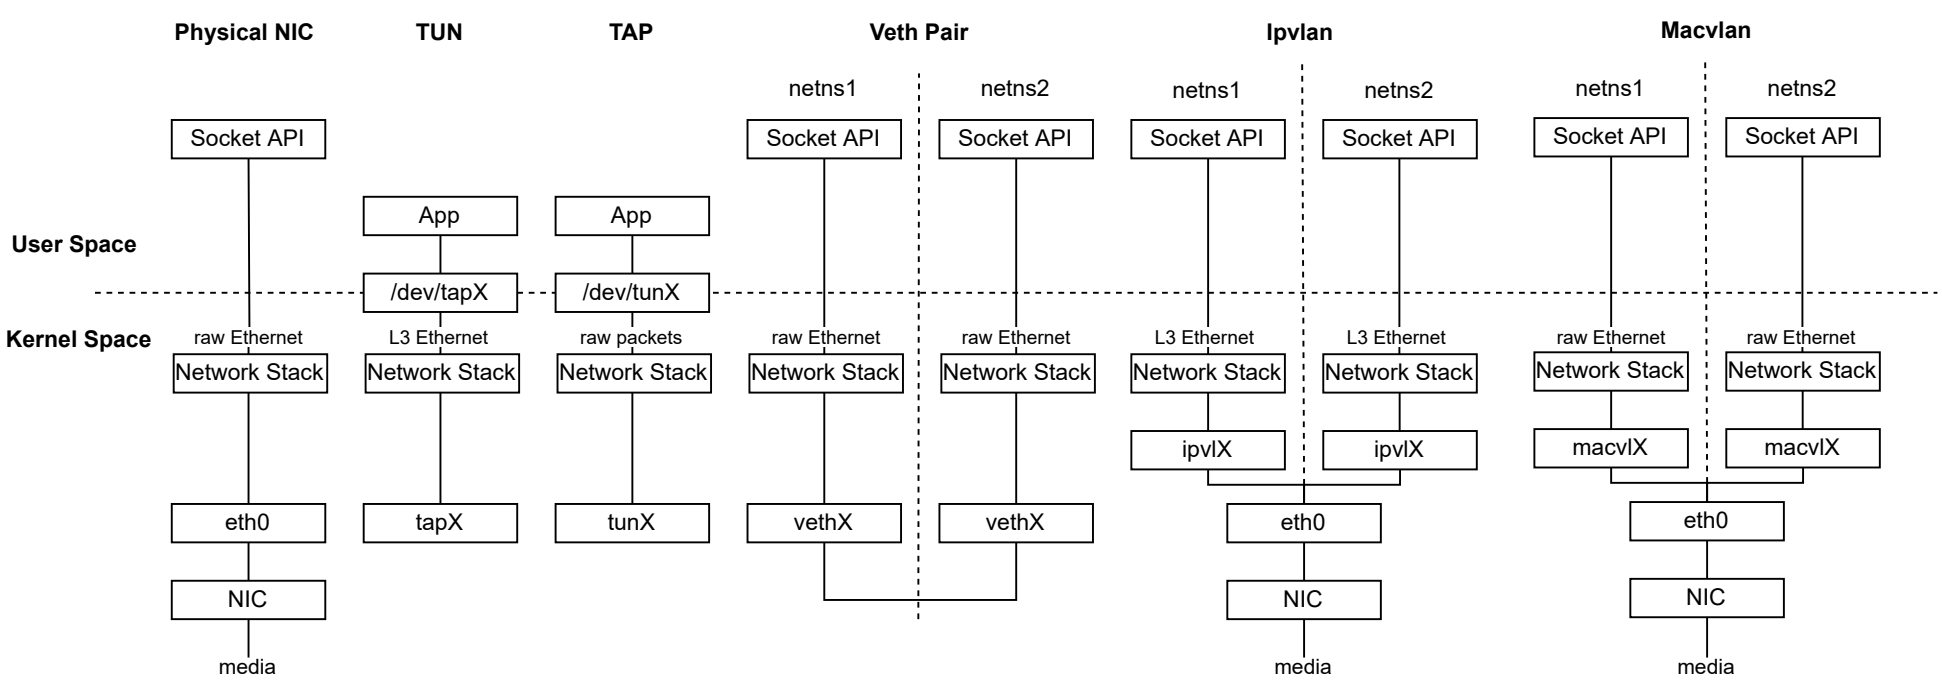 Physical NIC TUN TAP Veth Pair Ipvlan Macvlan
netns1 netns2 netns1 netns2 netns1 netns2
Socket API Socket API Socket API Socket API Socket API Socket API Socket API
App App
User Space
/dev/tapX /dev/tunX
Kernel Space
raw Ethernet L3 Ethernet raw packets raw Ethernet raw Ethernet L3 Ethernet L3 Ethernet raw Ethernet raw Ethernet
Network Stack Network Stack Network Stack Network Stack Network Stack Network Stack Network Stack Network Stack Network Stack
ipvlX ipvlX macvlX macvlX
eth0 tapX tunX vethX vethX eth0 eth0
NIC NIC NIC
media media media